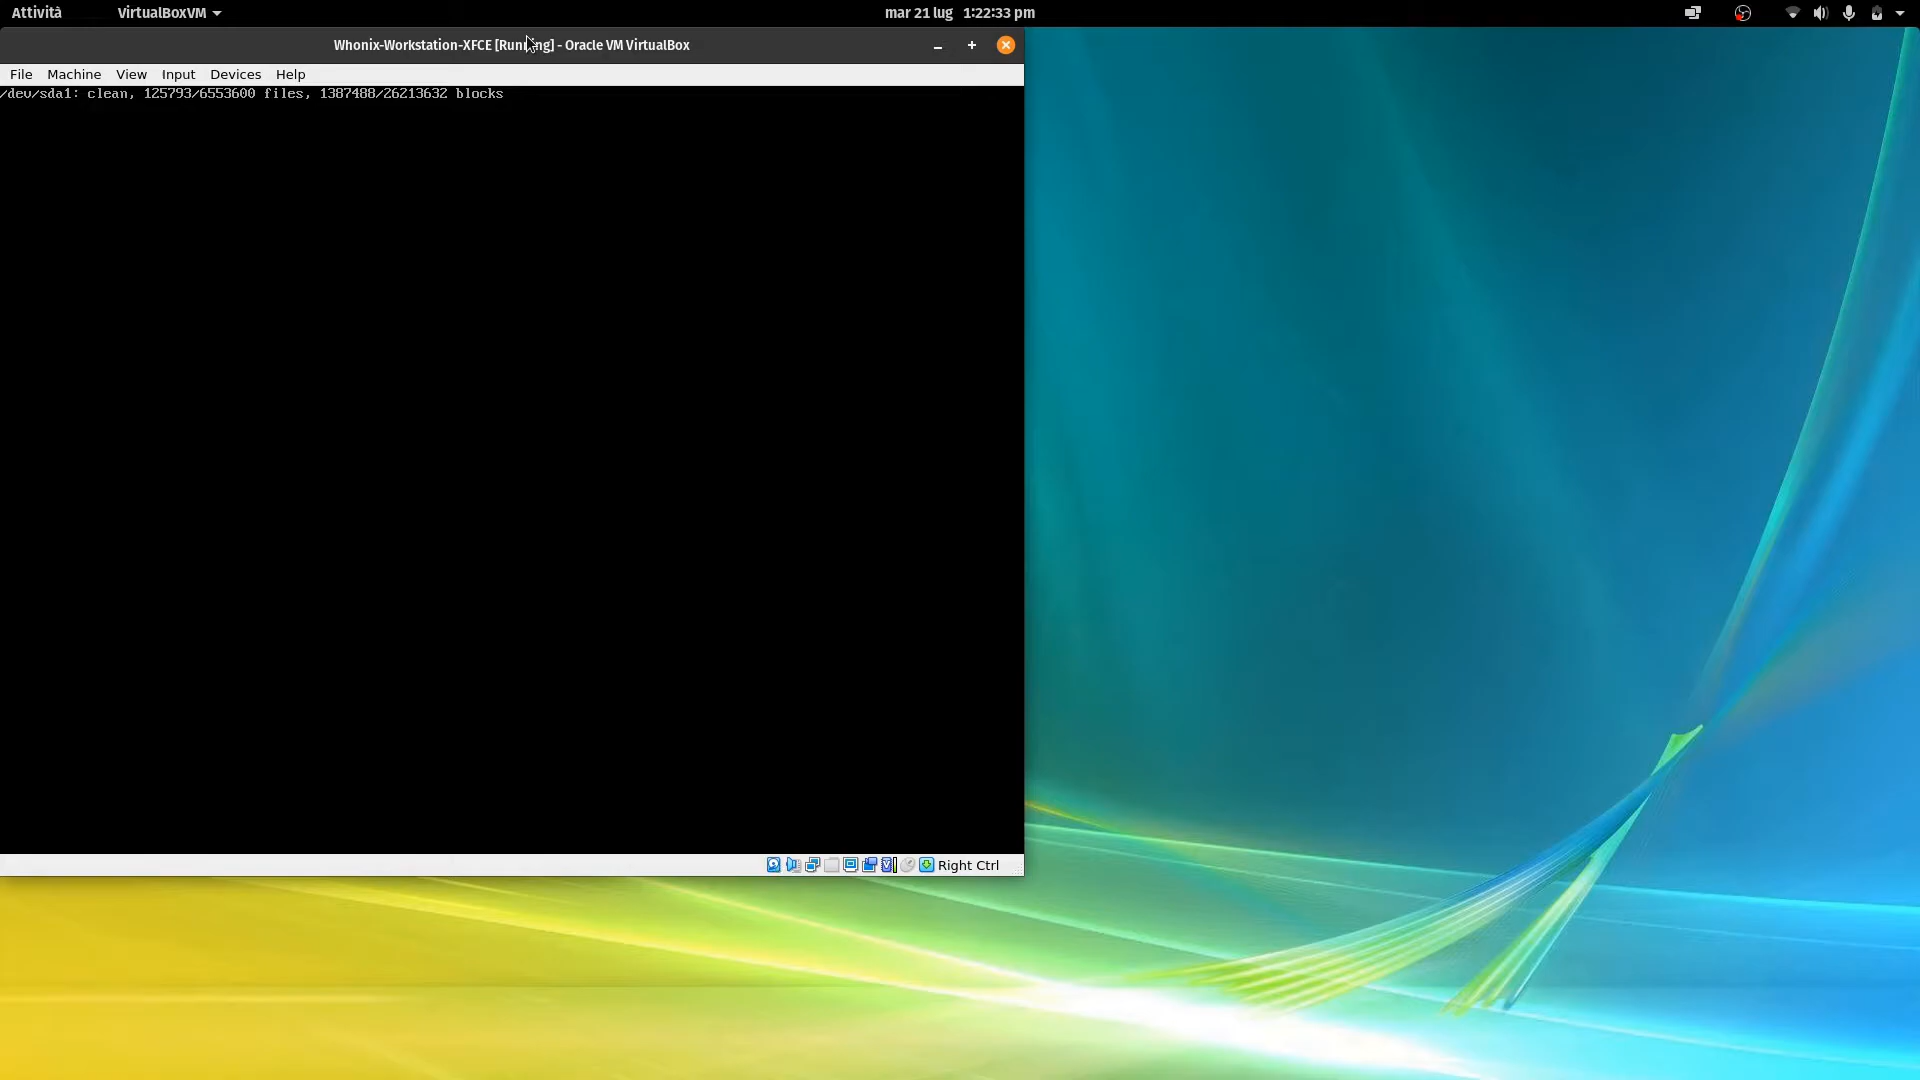 Attività VirtualBoxVM mar 21 lug 1:22:33 pm
Whonix-Workstation-XFCE [Running] - Oracle VM VirtualBox
File Machine View Input Devices Help
/dev/sda1: clean, 125793/6553600 files, 1387488/26213632 blocks
Right Ctrl